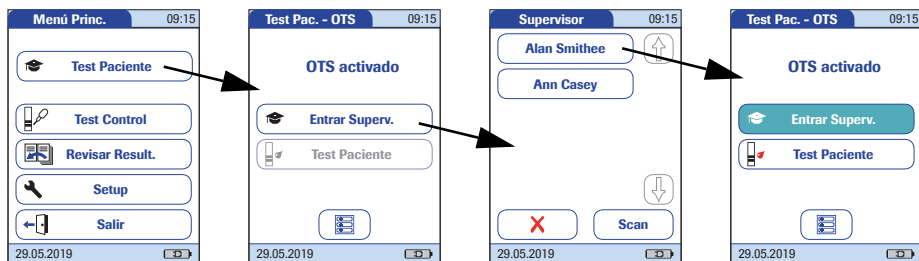 Menú Princ. 09:15
Test Paciente
Test Control
Revisar Result.
Setup
Salir
29.05.2019
Test Pac. - OTS 09:15
OTS activado
Entrar Superv.
Test Paciente
29.05.2019
Supervisor 09:15
Alan Smithee
Ann Casey
Scan
29.05.2019
Test Pac. - OTS 09:15
OTS activado
Entrar Superv.
Test Paciente
29.05.2019